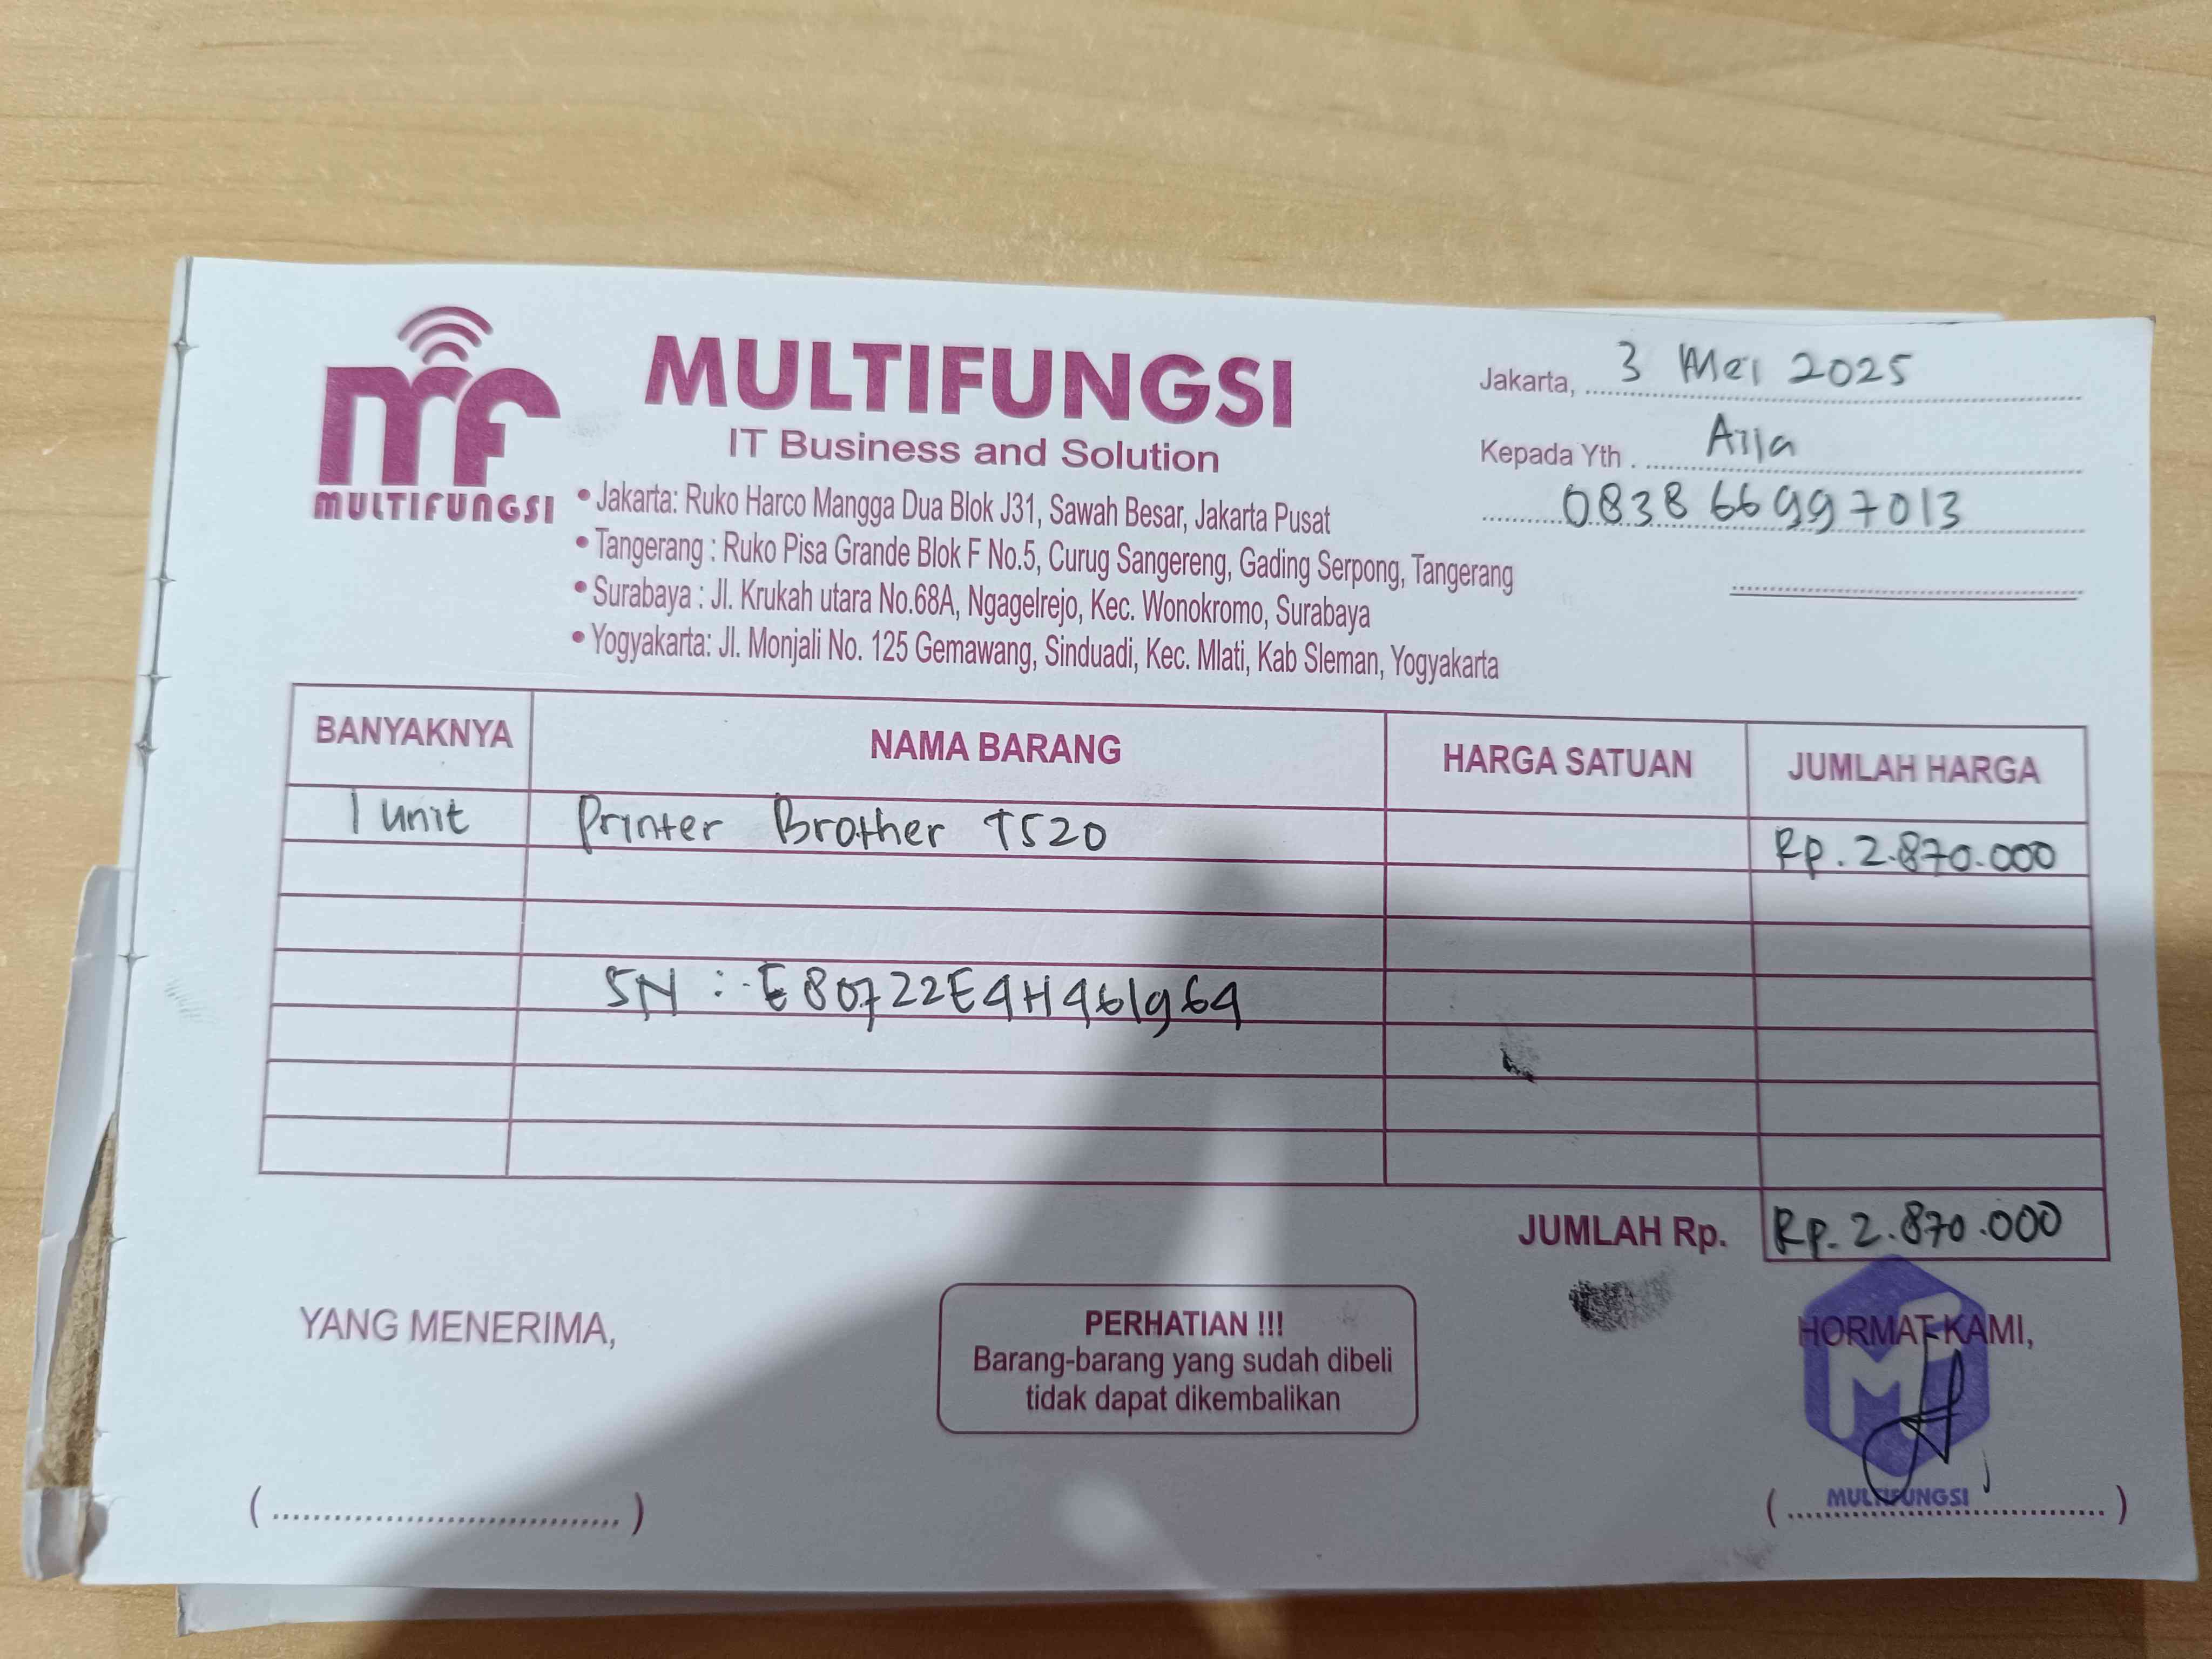 mf
MULTIFUNGSI
MULTIFUNGSI
IT Business and Solution
• Jakarta: Ruko Harco Mangga Dua Blok J31, Sawah Besar, Jakarta Pusat
• Tangerang : Ruko Pisa Grande Blok F No.5, Curug Sangereng, Gading Serpong, Tangerang
• Surabaya : Jl. Krukah utara No.68A, Ngagelrejo, Kec. Wonokromo, Surabaya
• Yogyakarta: Jl. Monjali No. 125 Gemawang, Sinduadi, Kec. Mlati, Kab Sleman, Yogyakarta
Jakarta, 3 Mei 2025
Kepada Yth . Aila
083866997013
BANYAKNYA NAMA BARANG HARGA SATUAN JUMLAH HARGA
1 unit Printer Brother T520 Rp. 2.870.000
SN : E80722E4H461964
JUMLAH Rp. Rp. 2.870.000
YANG MENERIMA,
PERHATIAN !!!
Barang-barang yang sudah dibeli
tidak dapat dikembalikan
HORMAT KAMI,
MULTIFUNGSI